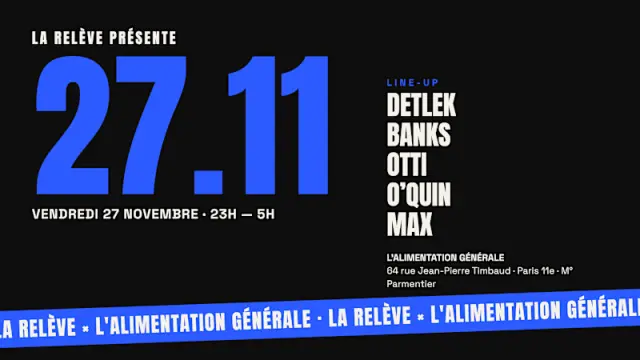 LA RELÈVE PRÉSENTE
27.11
VENDREDI 27 NOVEMBRE · 23H — 5H
LINE-UP
DETLEK
BANKS
OTTI
O’QUIN
MAX
L'ALIMENTATION GÉNÉRALE
64 rue Jean-Pierre Timbaud · Paris 11e · M°
Parmentier
LA RELÈVE × L'ALIMENTATION GÉNÉRALE · LA RELÈVE × L'ALIMENTATION GÉNÉRALE